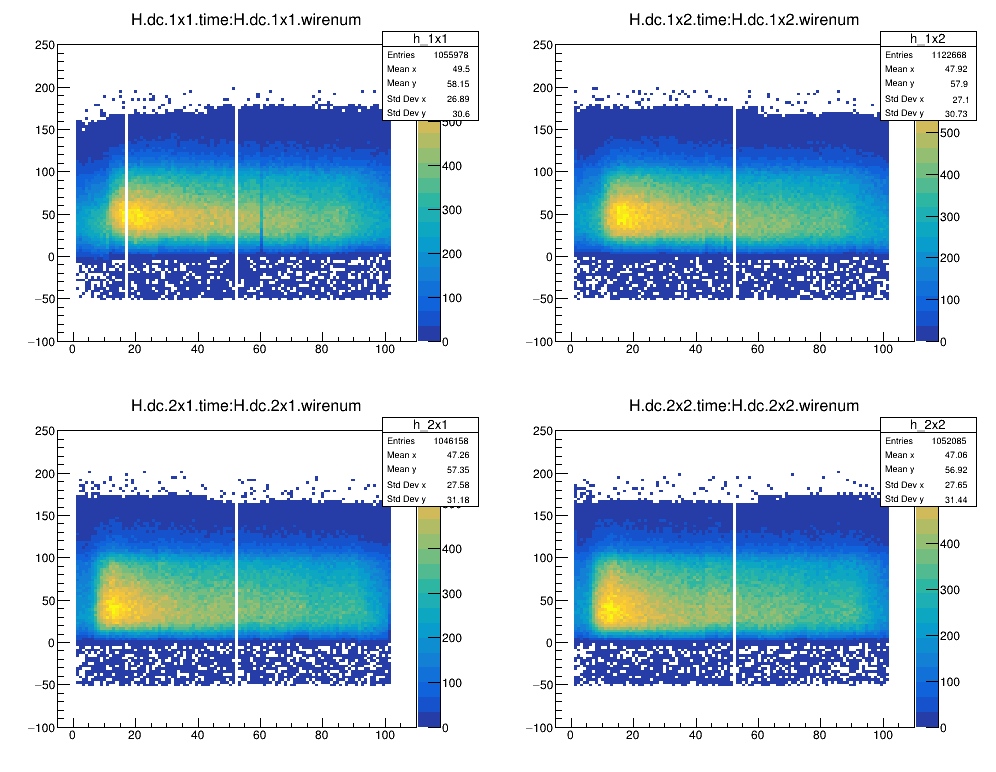 H.dc.1x1.time:H.dc.1x1.wirenum
h_1x1
Entries 1055978
Mean x 49.5
Mean y 58.15
Std Dev x 26.89
Std Dev y 30.6
250
200
150
100
50
0
−50
−100
0 20 40 60 80 100
500
400
300
200
100
0
H.dc.1x2.time:H.dc.1x2.wirenum
h_1x2
Entries 1122668
Mean x 47.92
Mean y 57.9
Std Dev x 27.1
Std Dev y 30.73
250
200
150
100
50
0
−50
−100
0 20 40 60 80 100
500
400
300
200
100
0
H.dc.2x1.time:H.dc.2x1.wirenum
h_2x1
Entries 1046158
Mean x 47.26
Mean y 57.35
Std Dev x 27.58
Std Dev y 31.18
250
200
150
100
50
0
−50
−100
0 20 40 60 80 100
500
400
300
200
100
0
H.dc.2x2.time:H.dc.2x2.wirenum
h_2x2
Entries 1052085
Mean x 47.06
Mean y 56.92
Std Dev x 27.65
Std Dev y 31.44
250
200
150
100
50
0
−50
−100
0 20 40 60 80 100
400
300
200
100
0